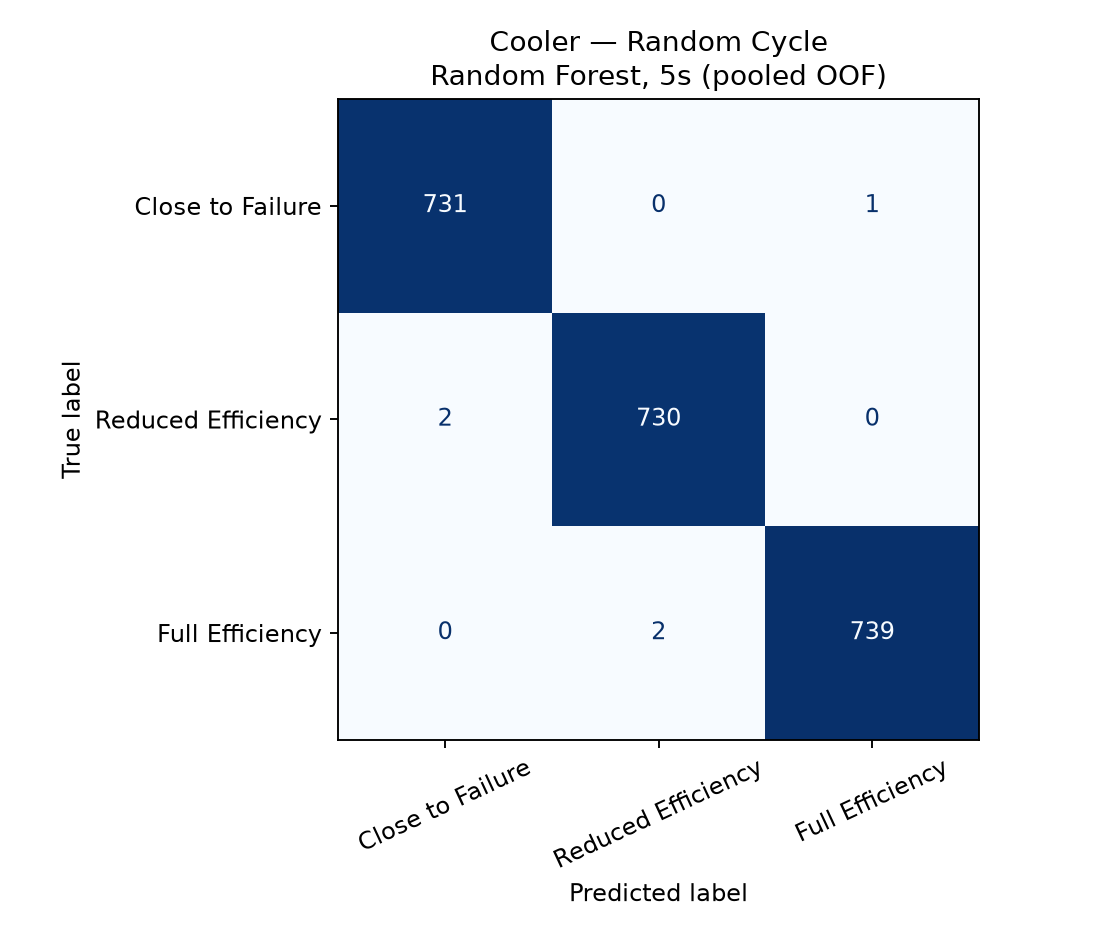 Cooler — Random Cycle
Random Forest, 5s (pooled OOF)
True label
Close to Failure 731 0 1
Reduced Efficiency 2 730 0
Full Efficiency 0 2 739
Close to Failure Reduced Efficiency Full Efficiency
Predicted label